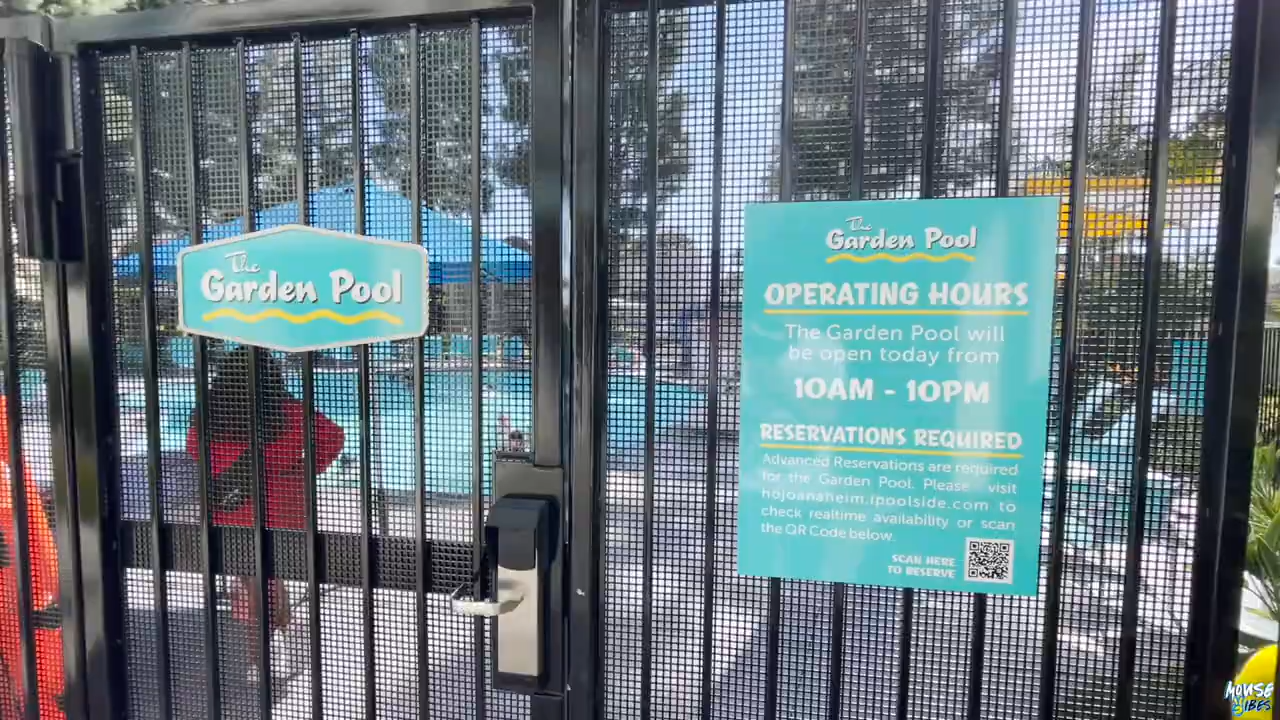 The
Garden Pool
The
Garden Pool
OPERATING HOURS
The Garden Pool will
be open today from
10AM - 10PM
RESERVATIONS REQUIRED
Advanced Reservations are required
for the Garden Pool. Please visit
hojoanaheim.ipoolside.com to
check realtime availability or scan
the QR Code below.
SCAN HERE
TO RESERVE
MOUSE
VIBES